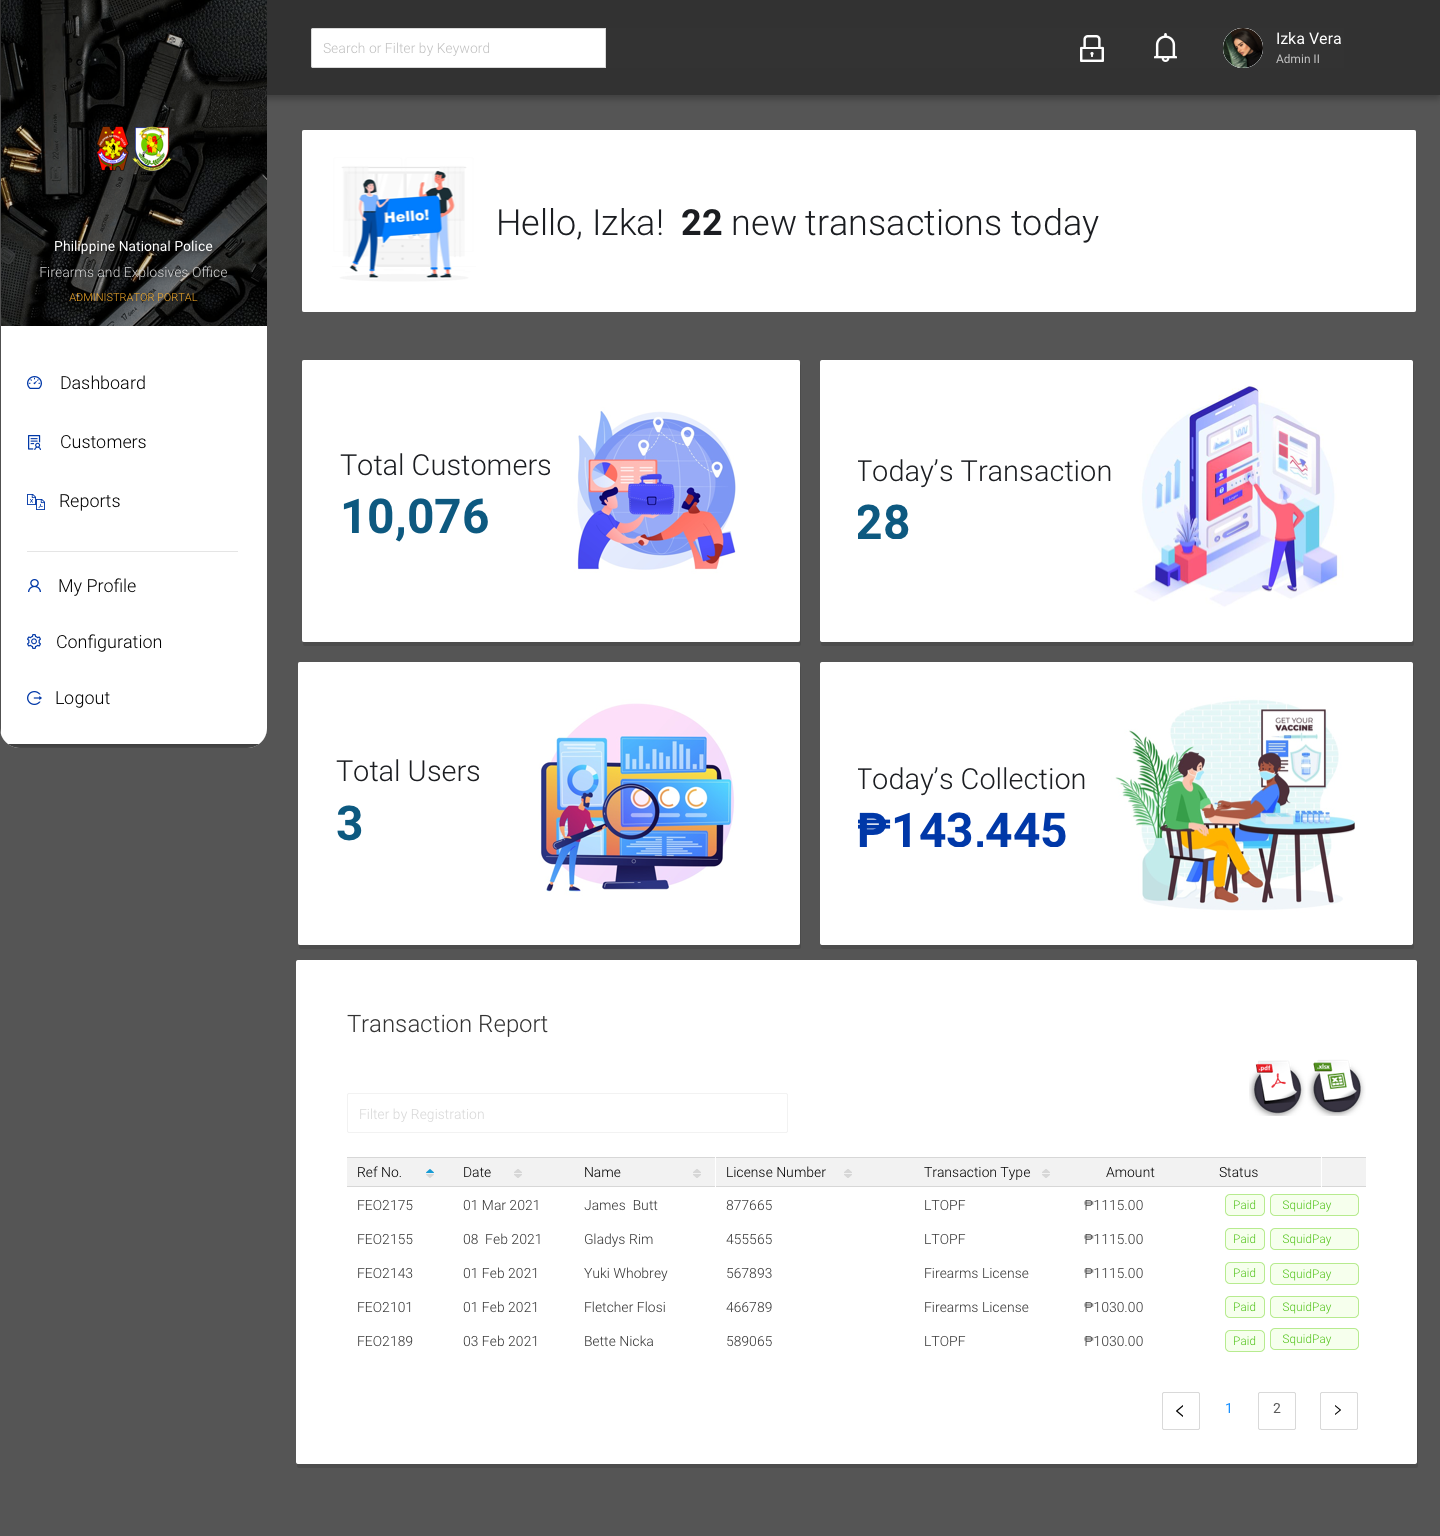 Search or Filter by Keyword
Izka Vera
Admin II
Philippine National Police
Firearms and Explosives Office
ADMINISTRATOR PORTAL
Dashboard
Customers
Reports
My Profile
Configuration
Logout
Hello!
Hello, Izka! 22 new transactions today
Total Customers
10,076
Today's Transaction
28
Total Users
3
Today's Collection
₱143.445
GET YOUR
VACCINE
Transaction Report
.pdf
.xlsx
Filter by Registration
Ref No. Date Name License Number Transaction Type Amount Status
FEO2175 01 Mar 2021 James Butt 877665 LTOPF ₱1115.00 Paid SquidPay
FEO2155 08 Feb 2021 Gladys Rim 455565 LTOPF ₱1115.00 Paid SquidPay
FEO2143 01 Feb 2021 Yuki Whobrey 567893 Firearms License ₱1115.00 Paid SquidPay
FEO2101 01 Feb 2021 Fletcher Flosi 466789 Firearms License ₱1030.00 Paid SquidPay
FEO2189 03 Feb 2021 Bette Nicka 589065 LTOPF ₱1030.00 Paid SquidPay
< 1 2 >